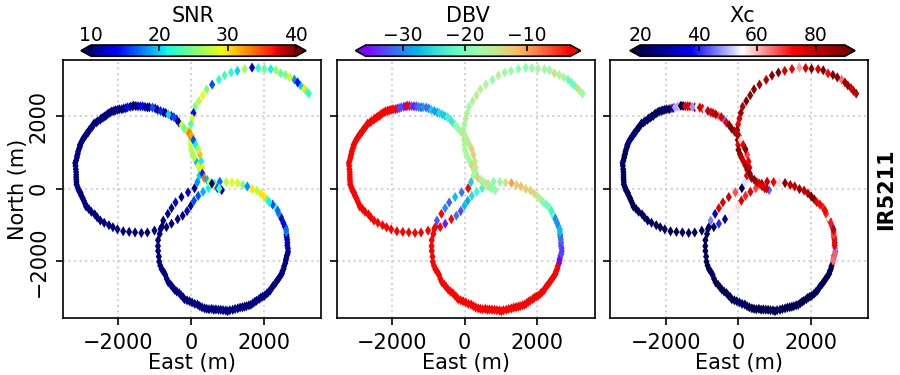 SNR DBV Xc
10 20 30 40 −30 −20 −10 20 40 60 80
2000
0
−2000
North (m)
IR5211
−2000 0 2000 −2000 0 2000 −2000 0 2000
East (m) East (m) East (m)